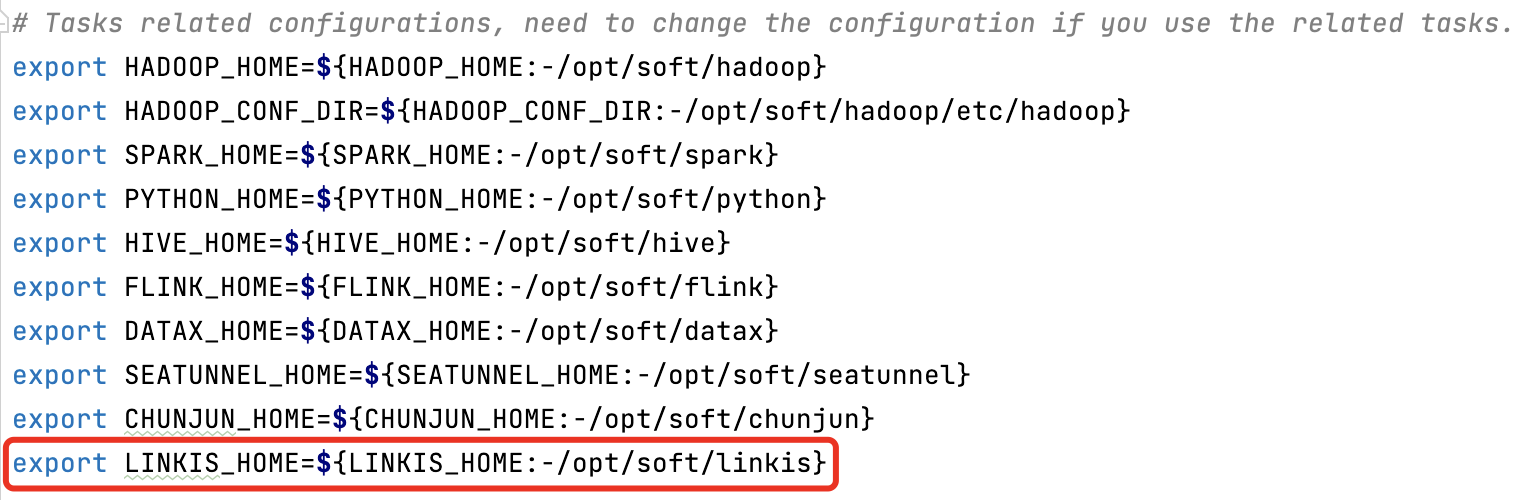 # Tasks related configurations, need to change the configuration if you use the related tasks.
export HADOOP_HOME=${HADOOP_HOME:-/opt/soft/hadoop}
export HADOOP_CONF_DIR=${HADOOP_CONF_DIR:-/opt/soft/hadoop/etc/hadoop}
export SPARK_HOME=${SPARK_HOME:-/opt/soft/spark}
export PYTHON_HOME=${PYTHON_HOME:-/opt/soft/python}
export HIVE_HOME=${HIVE_HOME:-/opt/soft/hive}
export FLINK_HOME=${FLINK_HOME:-/opt/soft/flink}
export DATAX_HOME=${DATAX_HOME:-/opt/soft/datax}
export SEATUNNEL_HOME=${SEATUNNEL_HOME:-/opt/soft/seatunnel}
export CHUNJUN_HOME=${CHUNJUN_HOME:-/opt/soft/chunjun}
export LINKIS_HOME=${LINKIS_HOME:-/opt/soft/linkis}